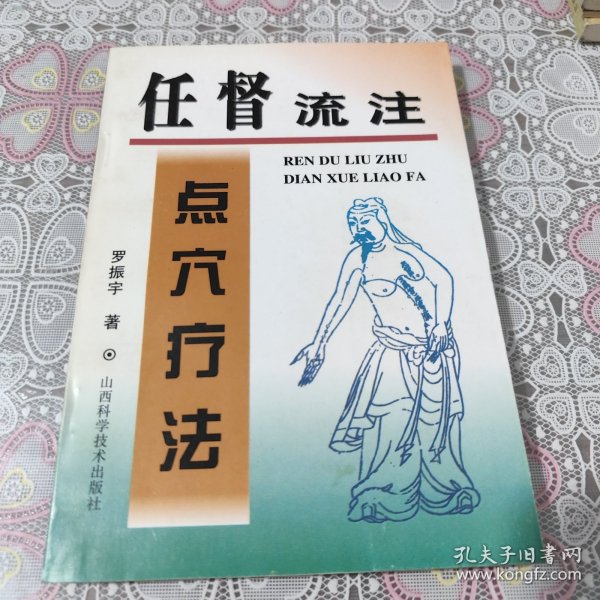 任督流注
REN DU LIU ZHU
DIAN XUE LIAO FA
点穴疗法
罗振宇 著
山西科学技术出版社
孔夫子旧书网
www.kongfz.com